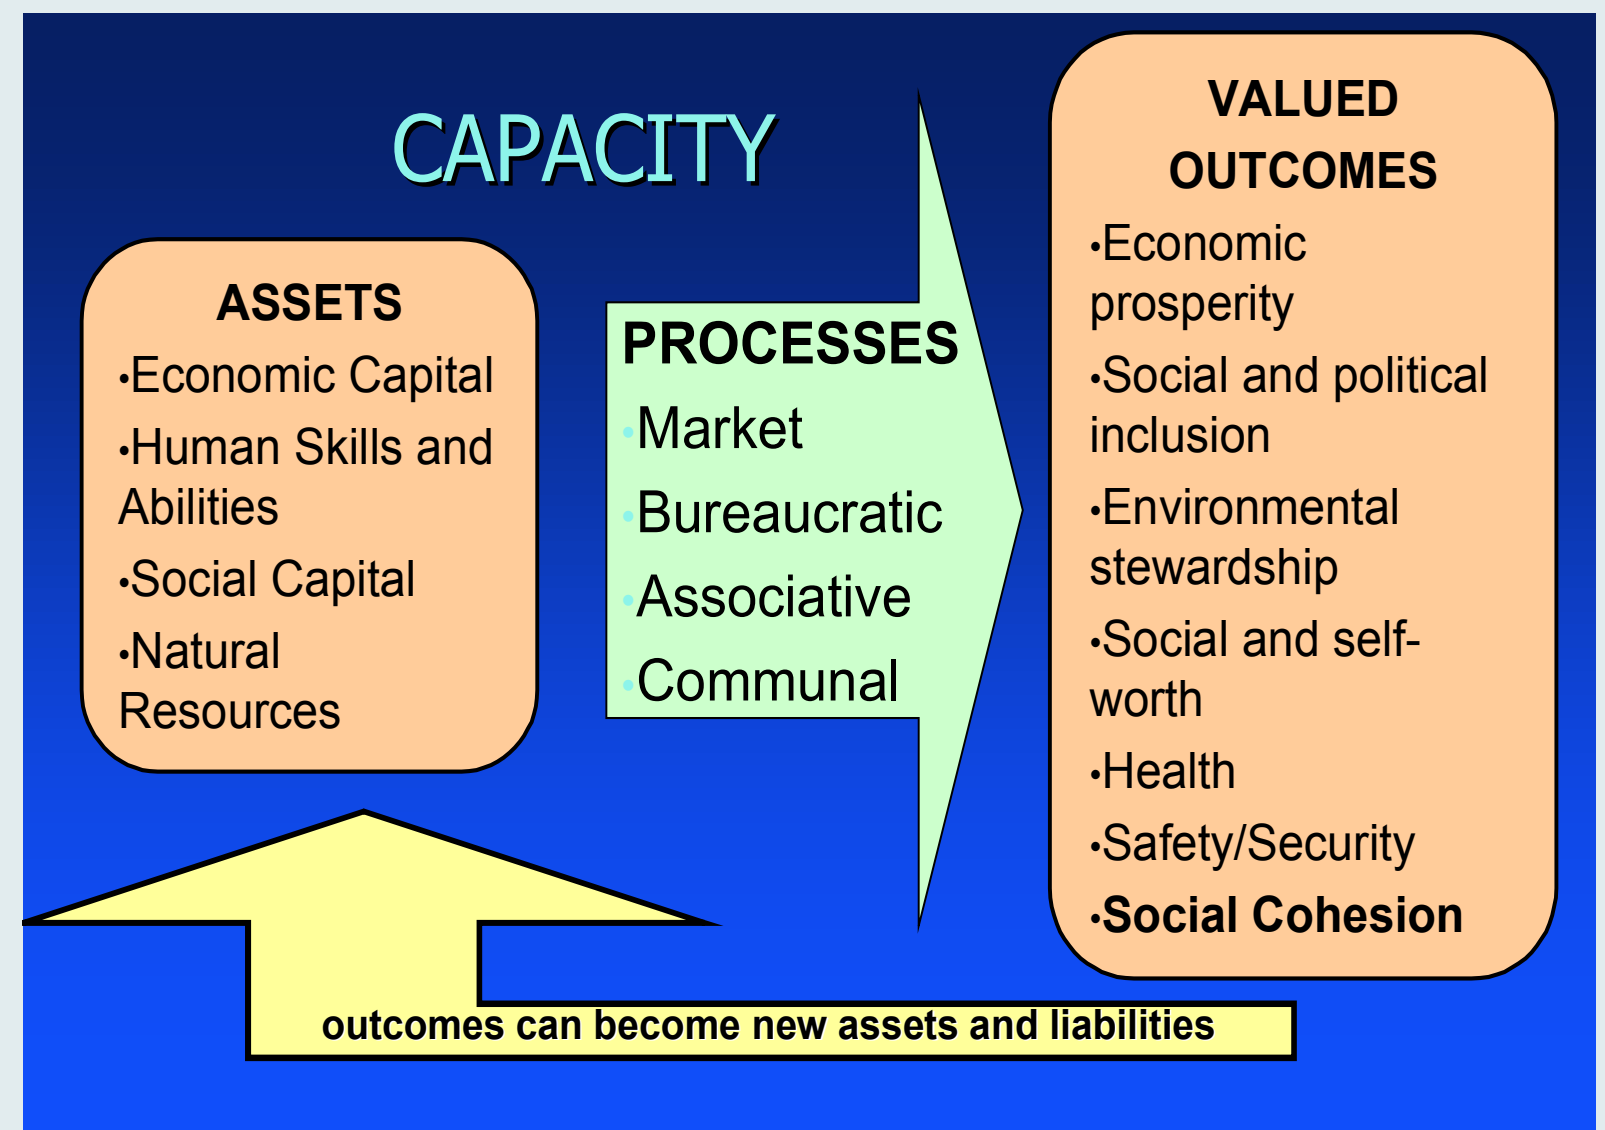 CAPACITY
ASSETS
•Economic Capital
•Human Skills and
Abilities
•Social Capital
•Natural
Resources
PROCESSES
•Market
•Bureaucratic
•Associative
•Communal
VALUED
OUTCOMES
•Economic
prosperity
•Social and political
inclusion
•Environmental
stewardship
•Social and self-
worth
•Health
•Safety/Security
•Social Cohesion
outcomes can become new assets and liabilities